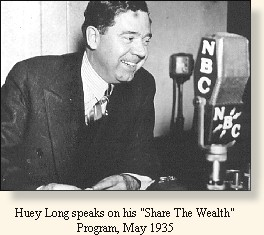 NBC
NBC
Huey Long speaks on his "Share The Wealth"
Program, May 1935